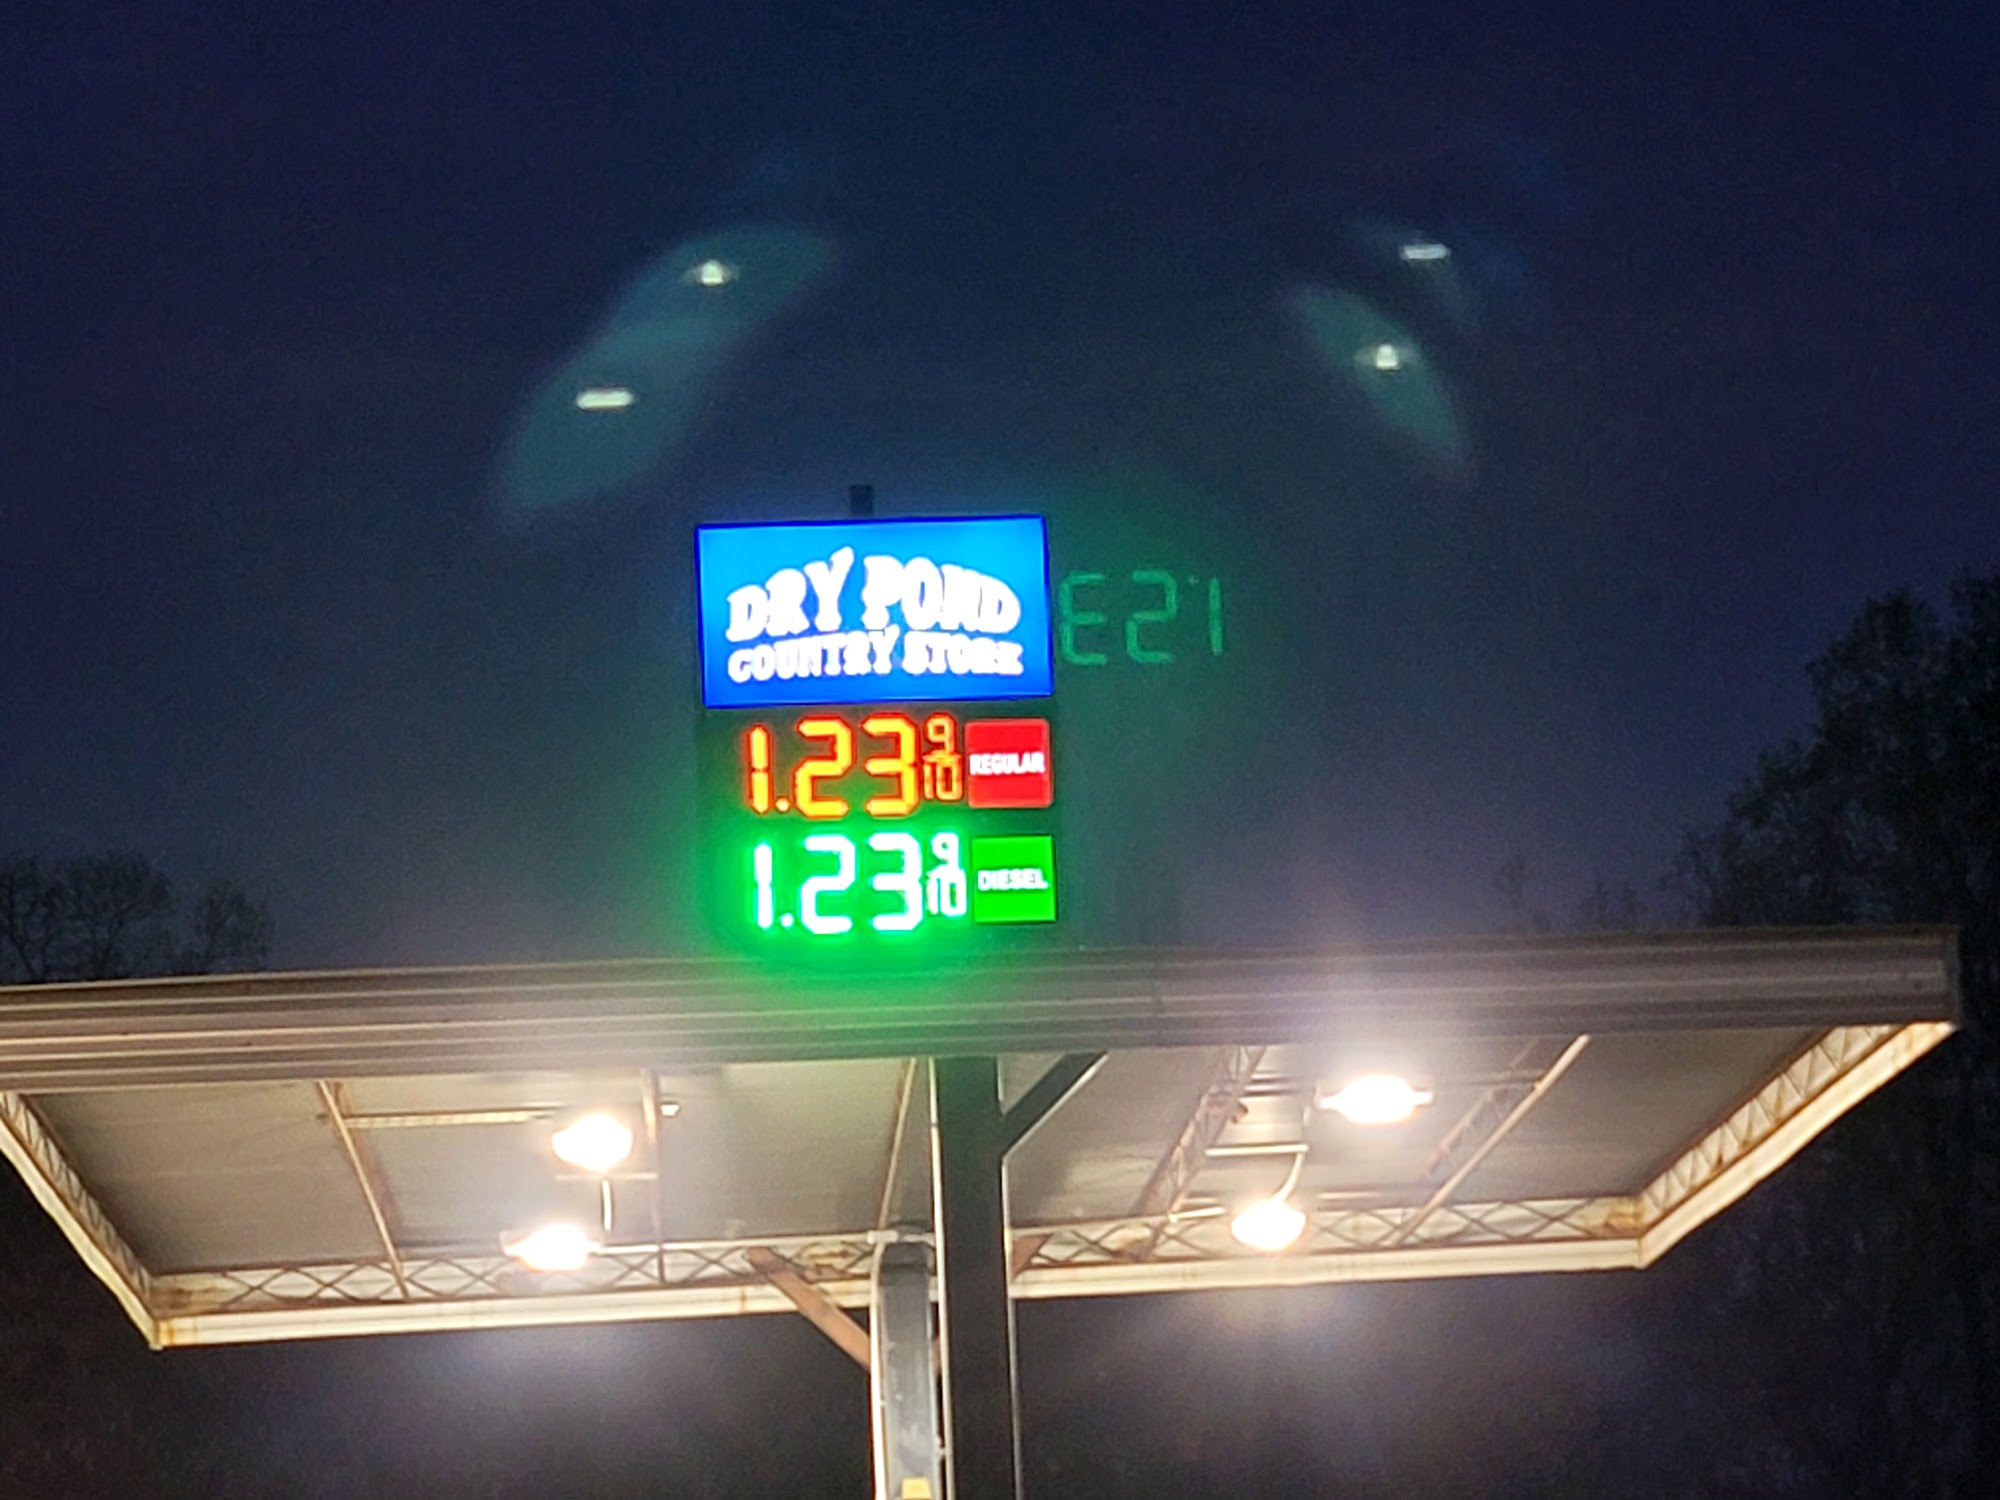 DRY POND
COUNTRY STORE
1.23 9/10 REGULAR
1.23 9/10 DIESEL